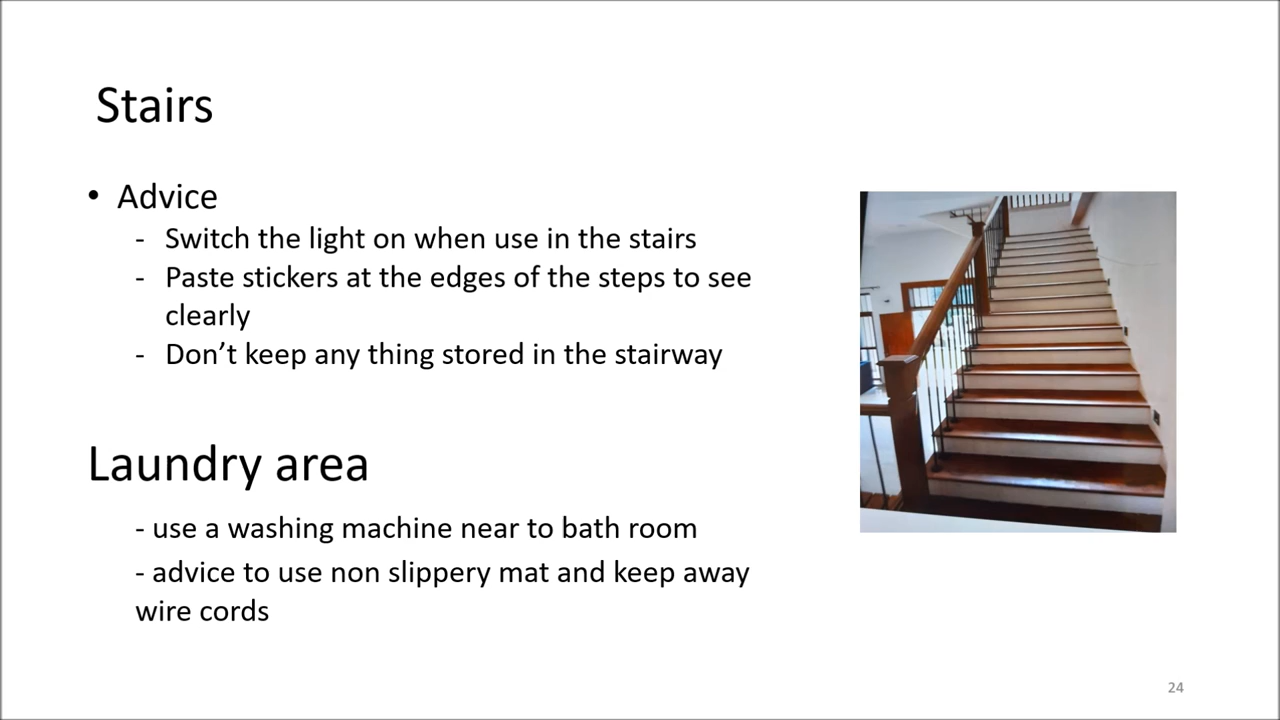 Stairs
• Advice
- Switch the light on when use in the stairs
- Paste stickers at the edges of the steps to see
clearly
- Don’t keep any thing stored in the stairway
Laundry area
- use a washing machine near to bath room
- advice to use non slippery mat and keep away
wire cords
24